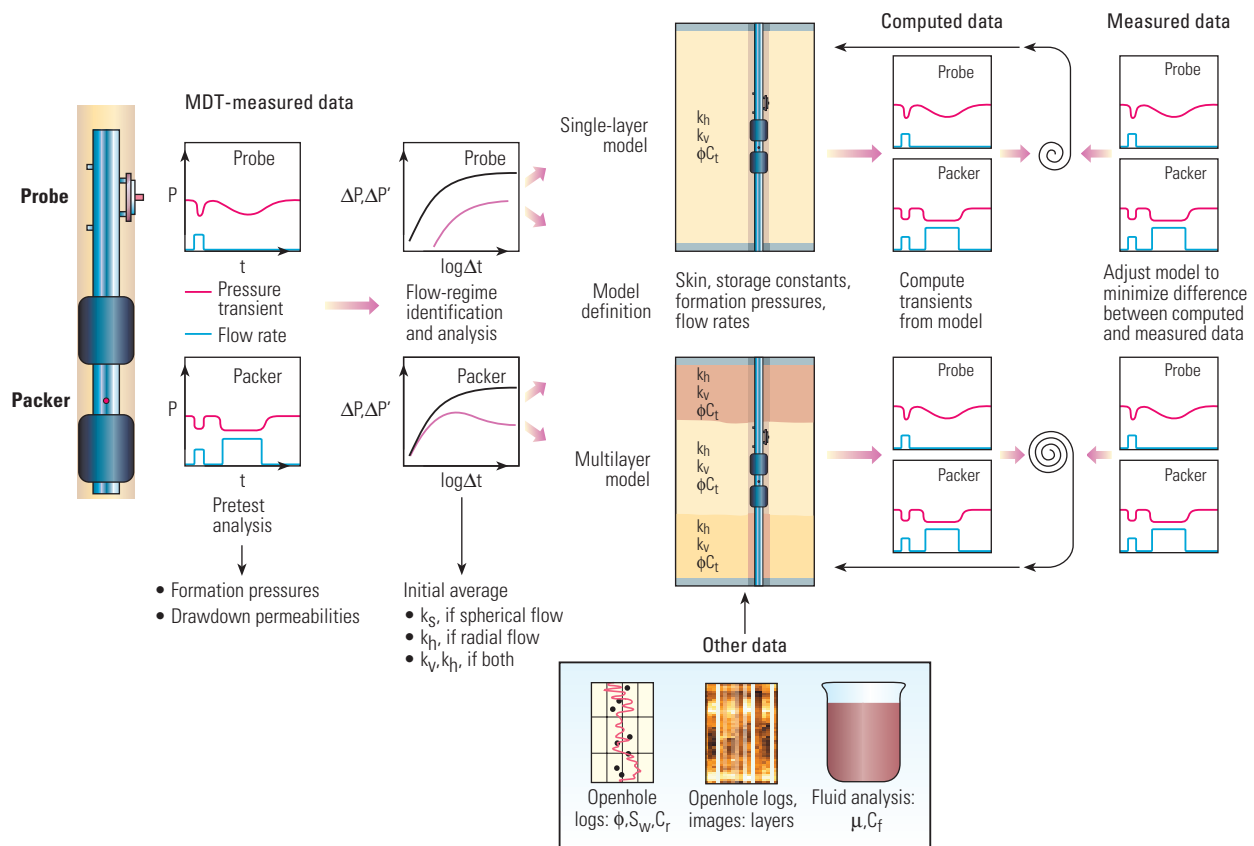 Probe
Packer
MDT-measured data
Probe
P
t
Pressure
transient
Flow rate
Packer
P
t
Pretest
analysis
• Formation pressures
• Drawdown permeabilities
Probe
ΔP,ΔP′
logΔt
Flow-regime
identification
and analysis
Packer
ΔP,ΔP′
logΔt
Initial average
• kₛ, if spherical flow
• kₕ, if radial flow
• kᵥ,kₕ, if both
Single-layer
model
Model
definition
Multilayer
model
kₕ
kᵥ
ϕCₜ
Skin, storage constants,
formation pressures,
flow rates
kₕ
kᵥ
ϕCₜ
kₕ
kᵥ
ϕCₜ
kₕ
kᵥ
ϕCₜ
Computed data
Probe
Packer
Compute
transients
from model
Probe
Packer
Measured data
Probe
Packer
Adjust model to
minimize difference
between computed
and measured data
Probe
Packer
Other data
Openhole
logs: ϕ,S_w,Cᵣ
Openhole logs,
images: layers
Fluid analysis:
μ,C_f